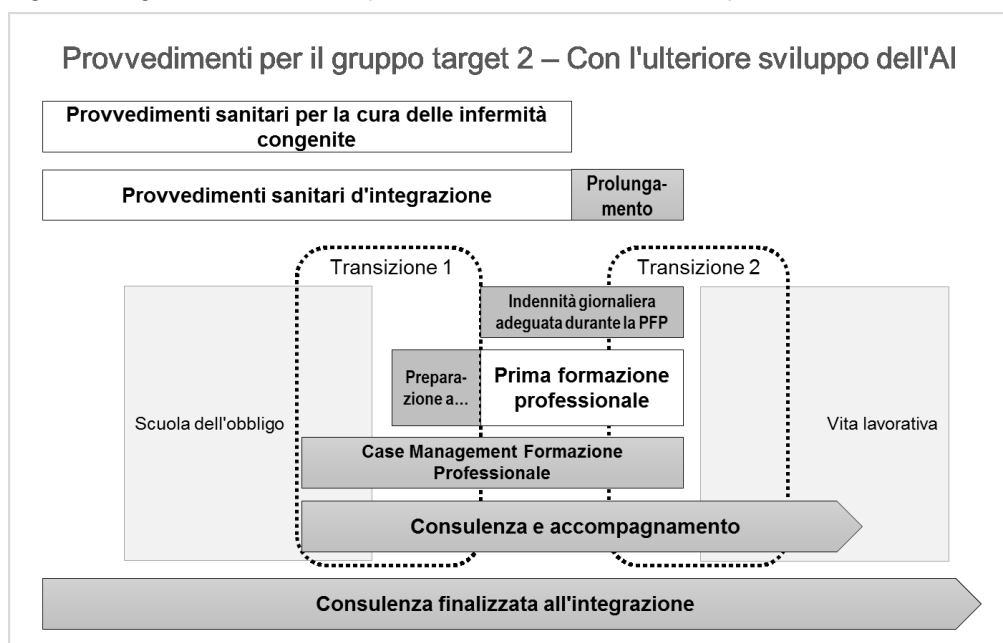 Provvedimenti per il gruppo target 2 – Con l'ulteriore sviluppo dell'AI
Provvedimenti sanitari per la cura delle infermità
congenite
Provvedimenti sanitari d'integrazione
Prolunga-
mento
Transizione 1
Transizione 2
Indennità giornaliera
adeguata durante la PFP
Prepara-
zione a...
Prima formazione
professionale
Scuola dell'obbligo
Vita lavorativa
Case Management Formazione
Professionale
Consulenza e accompagnamento
Consulenza finalizzata all'integrazione